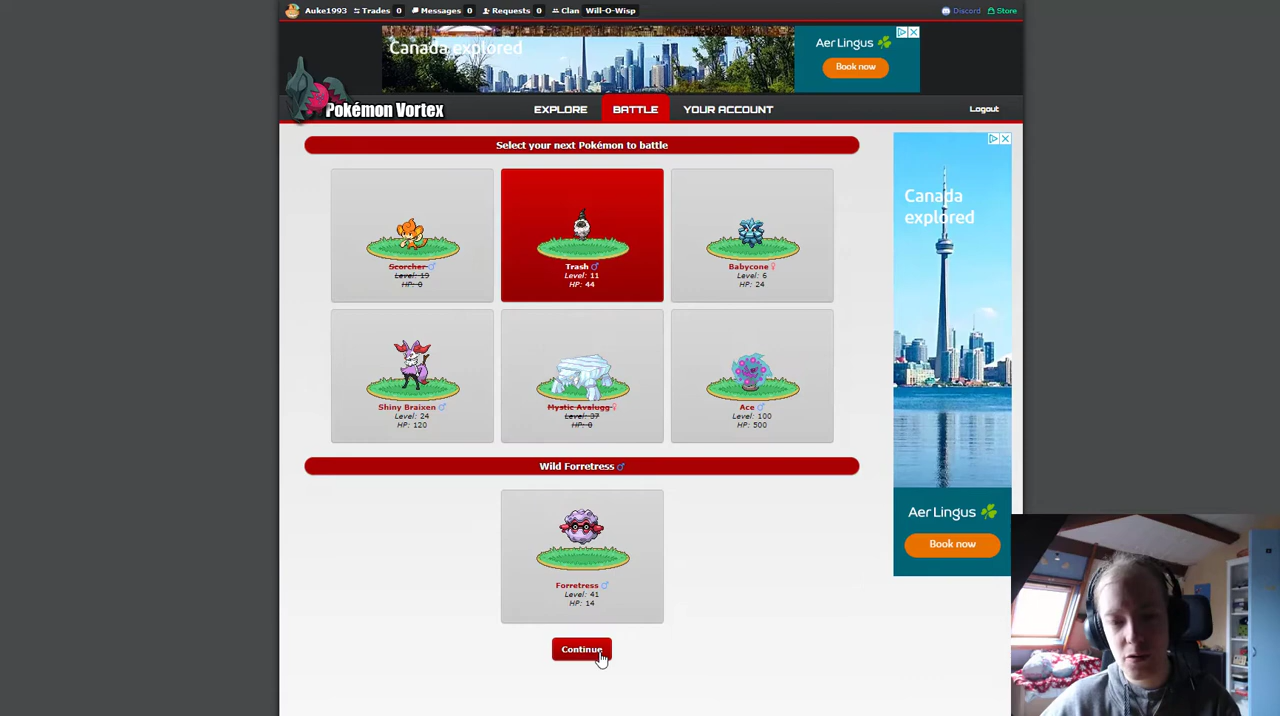 Auke1993 Trades 0 Messages 0 Requests 0 Clan Will-O-Wisp Discord Store
Canada explored
Aer Lingus
Book now
Pokémon Vortex
EXPLORE BATTLE YOUR ACCOUNT Logout
Select your next Pokémon to battle
Scorcher ♂
Level: 19
HP: 0
Trash ♂
Level: 11
HP: 44
Babycone ♀
Level: 6
HP: 24
Shiny Braixen ♂
Level: 24
HP: 120
Mystic Avalugg ♀
Level: 37
HP: 0
Ace ♂
Level: 100
HP: 500
Wild Forretress ♂
Forretress ♂
Level: 41
HP: 14
Continue
Canada
explored
Aer Lingus
Book now